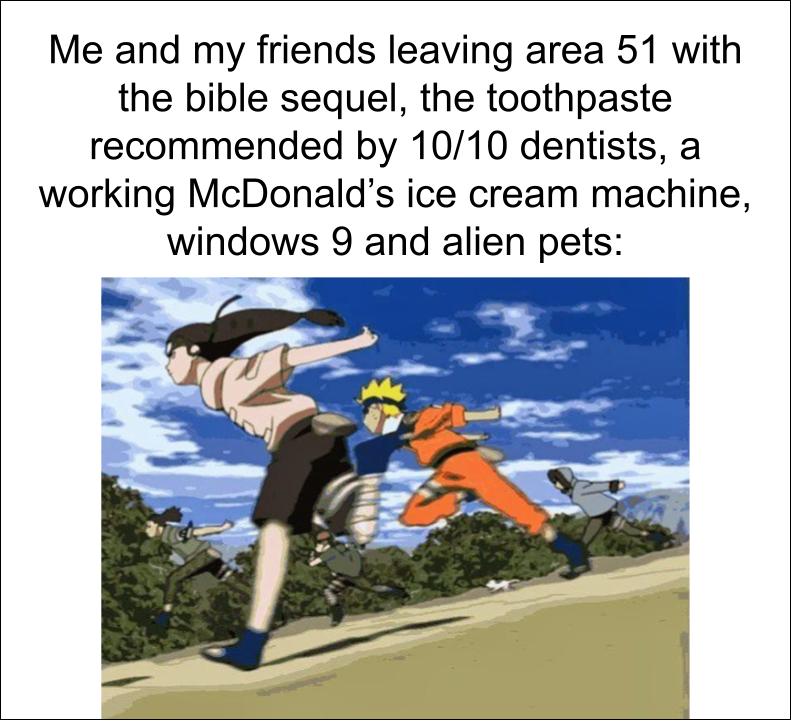 Me and my friends leaving area 51 with
the bible sequel, the toothpaste
recommended by 10/10 dentists, a
working McDonald’s ice cream machine,
windows 9 and alien pets: